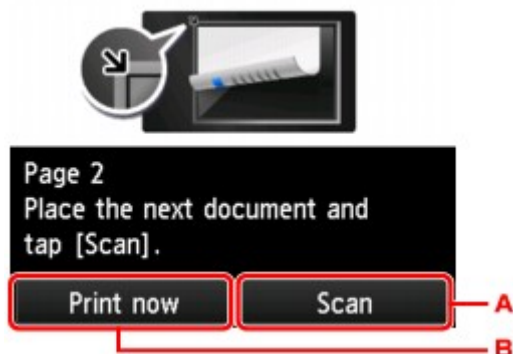 Page 2
Place the next document and
tap [Scan].
Print now Scan A
B